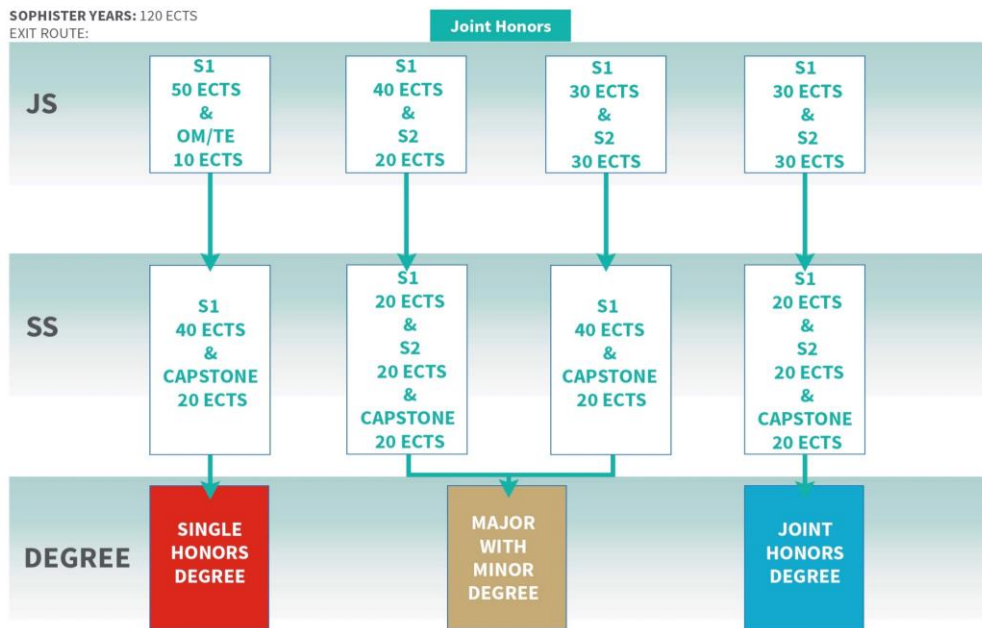 SOPHISTER YEARS: 120 ECTS
EXIT ROUTE:
Joint Honors
JS
S1
50 ECTS
&
OM/TE
10 ECTS
S1
40 ECTS
&
S2
20 ECTS
S1
30 ECTS
&
S2
30 ECTS
S1
30 ECTS
&
S2
30 ECTS
SS
S1
40 ECTS
&
CAPSTONE
20 ECTS
S1
20 ECTS
&
S2
20 ECTS
&
CAPSTONE
20 ECTS
S1
40 ECTS
&
CAPSTONE
20 ECTS
S1
20 ECTS
&
S2
20 ECTS
&
CAPSTONE
20 ECTS
DEGREE
SINGLE
HONORS
DEGREE
MAJOR
WITH
MINOR
DEGREE
JOINT
HONORS
DEGREE